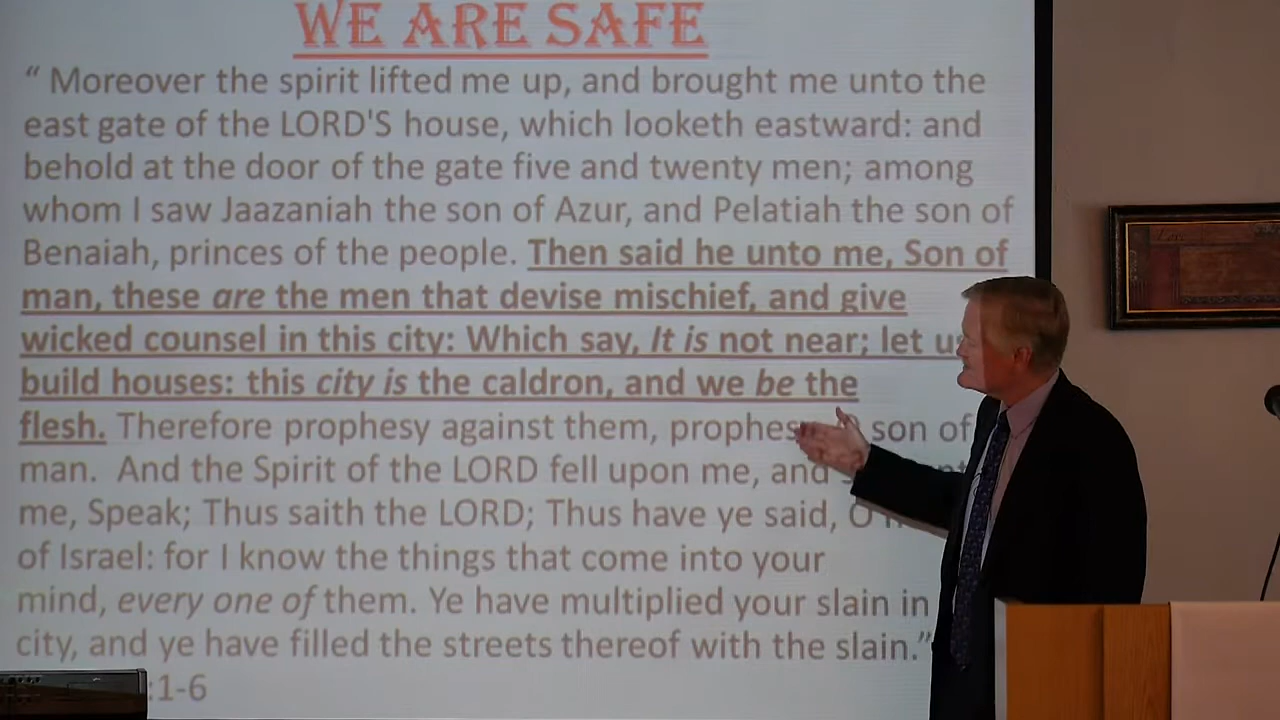 WE ARE SAFE
“ Moreover the spirit lifted me up, and brought me unto the
east gate of the LORD'S house, which looketh eastward: and
behold at the door of the gate five and twenty men; among
whom I saw Jaazaniah the son of Azur, and Pelatiah the son of
Benaiah, princes of the people. Then said he unto me, Son of
man, these are the men that devise mischief, and give
wicked counsel in this city: Which say, It is not near; let us
build houses: this city is the caldron, and we be the
flesh. Therefore prophesy against them, son of
man. And the Spirit of the LORD fell upon me, and
me, Speak; Thus saith the LORD; Thus have ye said, O
of Israel: for I know the things that come into your
mind, every one of them. Ye have multiplied your slain in
city, and ye have filled the streets thereof with the slain.”
:1-6